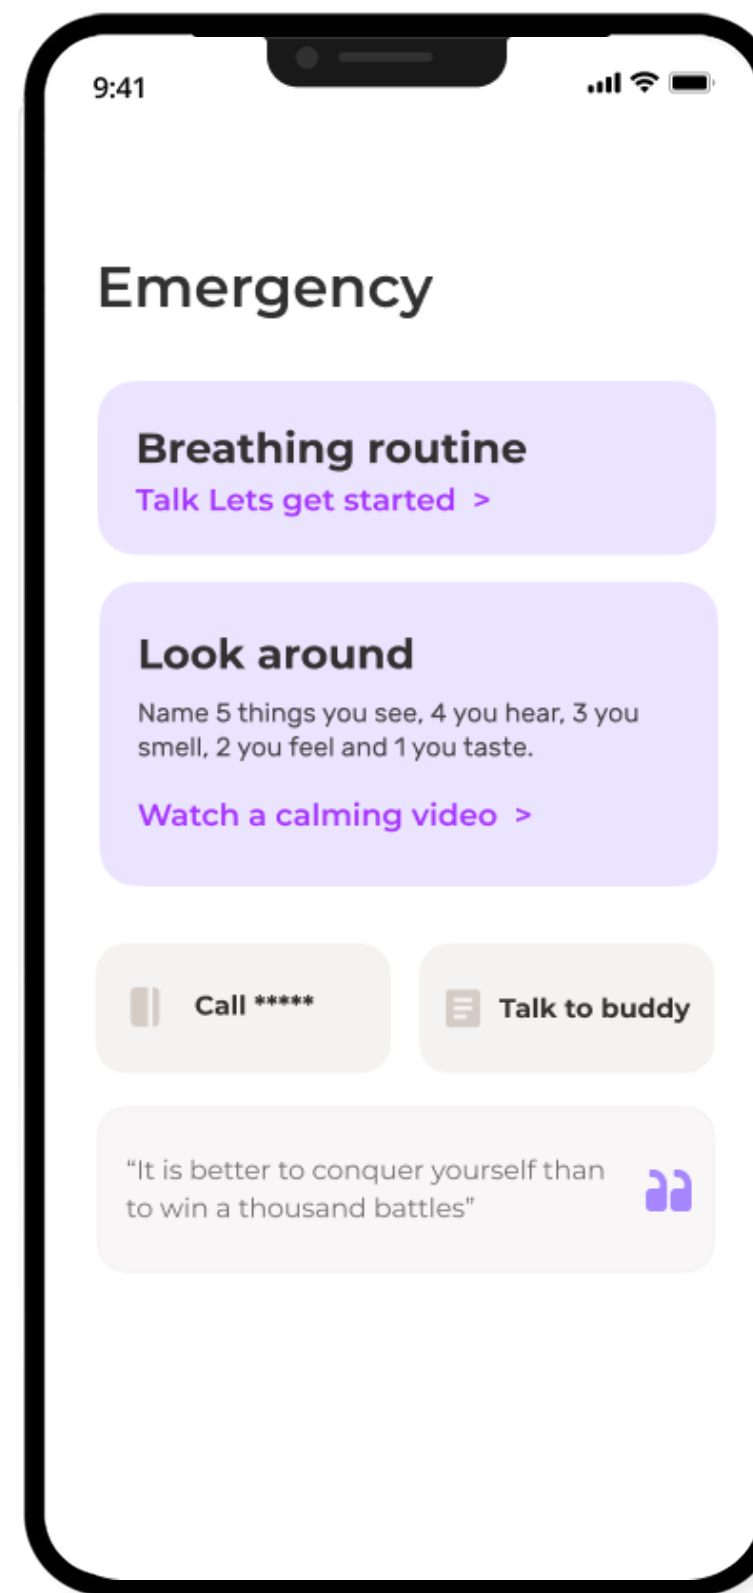 9:41
Emergency
Breathing routine
Talk Lets get started >
Look around
Name 5 things you see, 4 you hear, 3 you
smell, 2 you feel and 1 you taste.
Watch a calming video >
Call *****
Talk to buddy
“It is better to conquer yourself than
to win a thousand battles”